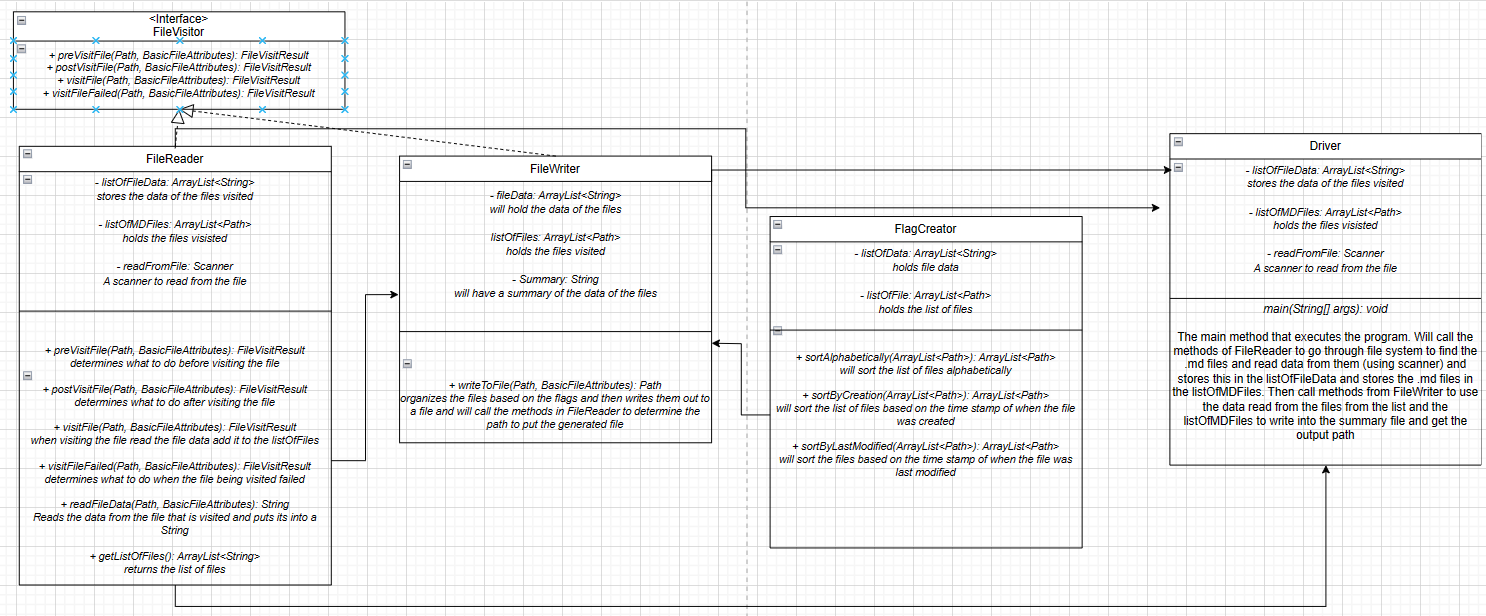 <Interface>
FileVisitor
+ preVisitFile(Path, BasicFileAttributes): FileVisitResult
+ postVisitFile(Path, BasicFileAttributes): FileVisitResult
+ visitFile(Path, BasicFileAttributes): FileVisitResult
+ visitFileFailed(Path, BasicFileAttributes): FileVisitResult
FileReader
- listOfFileData: ArrayList<String>
stores the data of the files visited
- listOfMDFiles: ArrayList<Path>
holds the files visisted
- readFromFile: Scanner
A scanner to read from the file
+ preVisitFile(Path, BasicFileAttributes): FileVisitResult
determines what to do before visiting the file
+ postVisitFile(Path, BasicFileAttributes): FileVisitResult
determines what to do after visiting the file
+ visitFile(Path, BasicFileAttributes): FileVisitResult
when visiting the file read the file data add it to the listOfFiles
+ visitFileFailed(Path, BasicFileAttributes): FileVisitResult
determines what to do when the file being visited failed
+ readFileData(Path, BasicFileAttributes): String
Reads the data from the file that is visited and puts its into a
String
+ getListOfFiles(): ArrayList<String>
returns the list of files
FileWriter
- fileData: ArrayList<String>
will hold the data of the files
listOfFiles: ArrayList<Path>
holds the files visited
- Summary: String
will have a summary of the data of the files
+ writeToFile(Path, BasicFileAttributes): Path
organizes the files based on the flags and then writes them out to
a file and will call the methods in FileReader to determine the
path to put the generated file
FlagCreator
- listOfData: ArrayList<String>
holds file data
- listOfFile: ArrayList<Path>
holds the list of files
+ sortAlphabetically(ArrayList<Path>): ArrayList<Path>
will sort the list of files alphabetically
+ sortByCreation(ArrayList<Path>): ArrayList<Path>
will sort the list of files based on the time stamp of when the file
was created
+ sortByLastModified(ArrayList<Path>): ArrayList<Path>
will sort the files based on the time stamp of when the file was
last modified
Driver
- listOfFileData: ArrayList<String>
stores the data of the files visited
- listOfMDFiles: ArrayList<Path>
holds the files visisted
- readFromFile: Scanner
A scanner to read from the file
main(String[] args): void
The main method that executes the program. Will call the
methods of FileReader to go through file system to find the
.md files and read data from them (using scanner) and
stores this in the listOfFileData and stores the .md files in
the listOfMDFiles. Then call methods from FileWriter to use
the data read from the files from the list and the
listOfMDFiles to write into the summary file and get the
output path